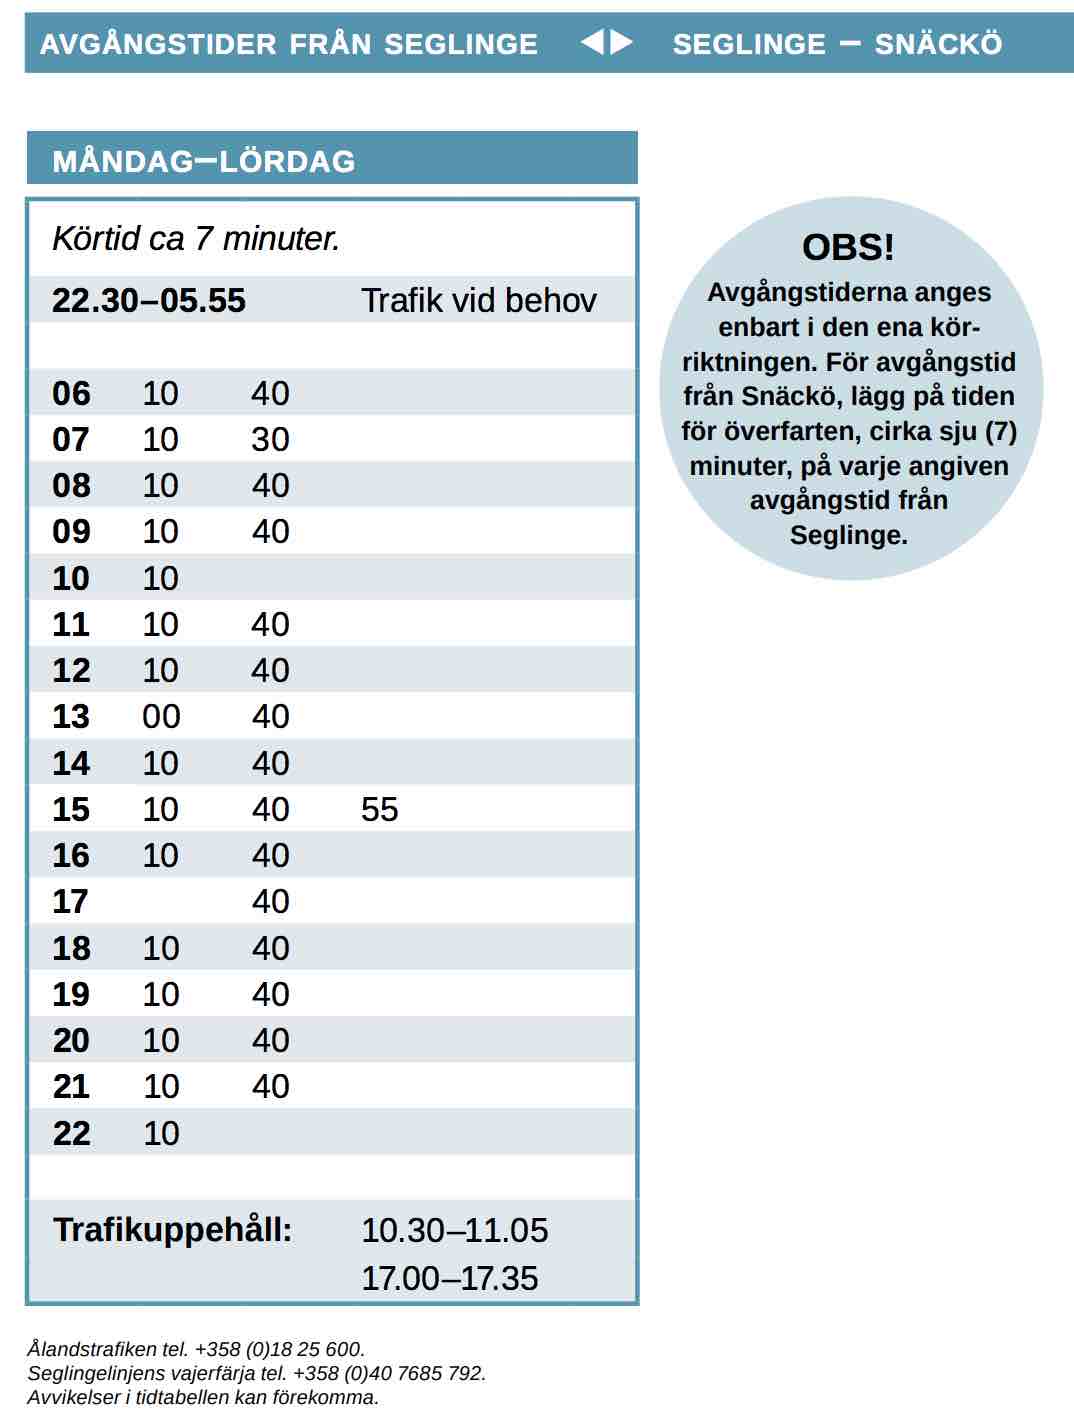 AVGÅNGSTIDER FRÅN SEGLINGE ◀▶ SEGLINGE – SNÄCKÖ
MÅNDAG–LÖRDAG
Körtid ca 7 minuter.
22.30–05.55 Trafik vid behov
06 10 40
07 10 30
08 10 40
09 10 40
10 10
11 10 40
12 10 40
13 00 40
14 10 40
15 10 40 55
16 10 40
17 40
18 10 40
19 10 40
20 10 40
21 10 40
22 10
Trafikuppehåll: 10.30–11.05
17.00–17.35
OBS!
Avgångstiderna anges
enbart i den ena kör-
riktningen. För avgångstid
från Snäckö, lägg på tiden
för överfarten, cirka sju (7)
minuter, på varje angiven
avgångstid från
Seglinge.
Ålandstrafiken tel. +358 (0)18 25 600.
Seglingelinjens vajerfärja tel. +358 (0)40 7685 792.
Avvikelser i tidtabellen kan förekomma.